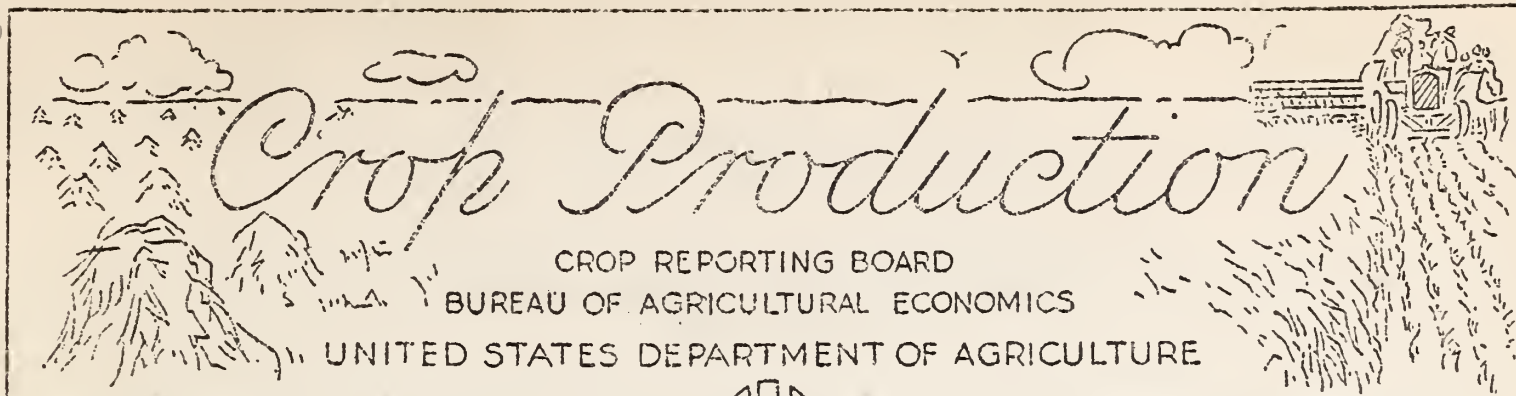 Crop Production
CROP REPORTING BOARD
BUREAU OF AGRICULTURAL ECONOMICS
UNITED STATES DEPARTMENT OF AGRICULTURE